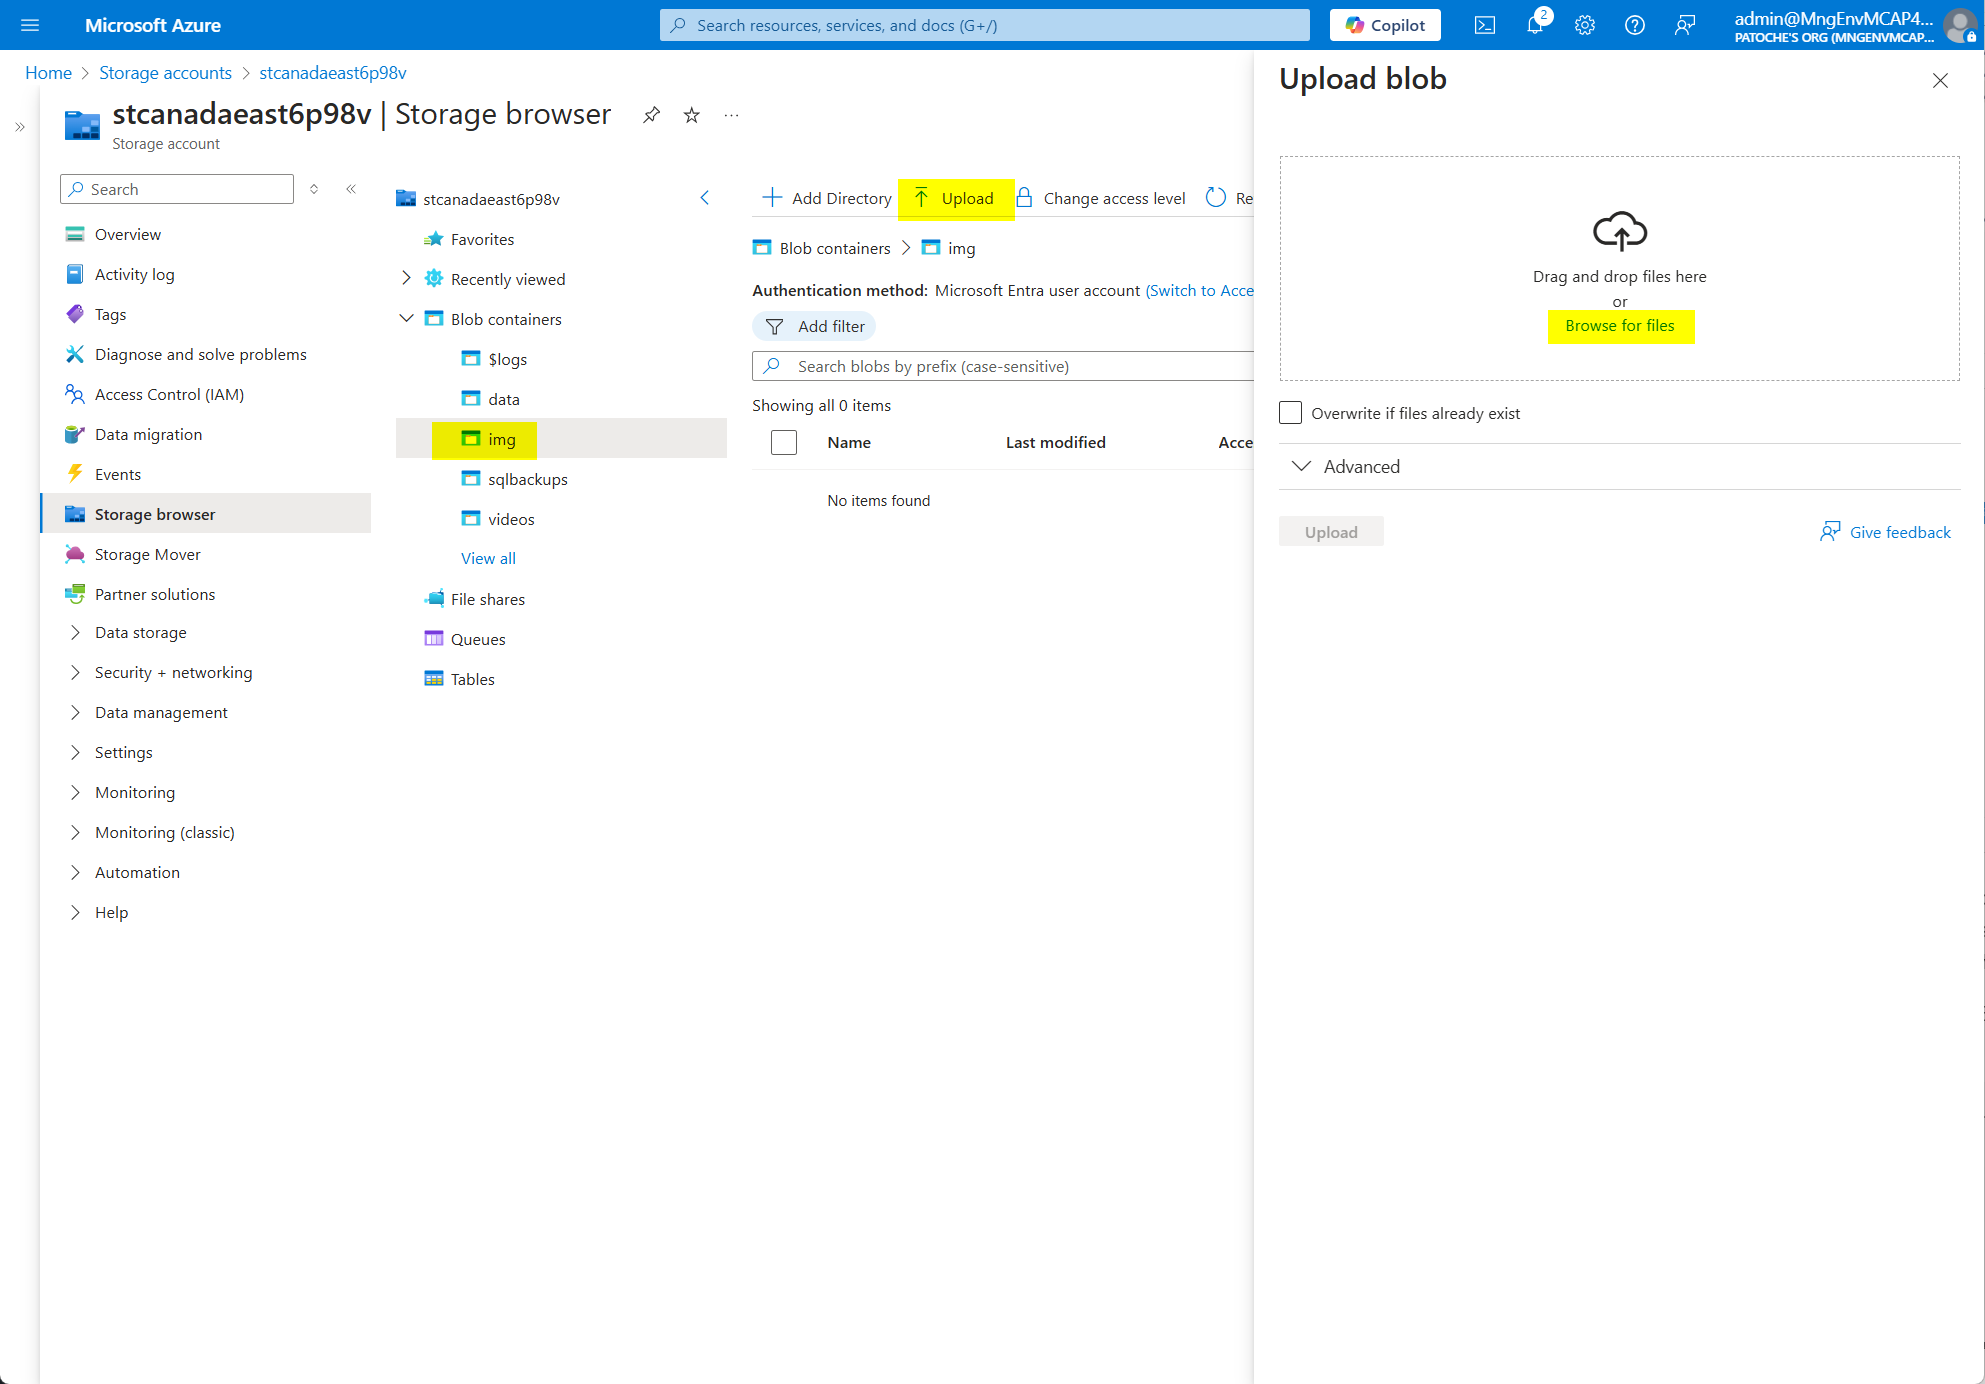 Microsoft Azure
Search resources, services, and docs (G+/)
Copilot
2
admin@MngEnvMCAP4...
PATOCHE'S ORG (MNGENVMCAP...
Home > Storage accounts > stcanadaeast6p98v
stcanadaeast6p98v | Storage browser
Storage account
Search
Overview
Activity log
Tags
Diagnose and solve problems
Access Control (IAM)
Data migration
Events
Storage browser
Storage Mover
Partner solutions
Data storage
Security + networking
Data management
Settings
Monitoring
Monitoring (classic)
Automation
Help
stcanadaeast6p98v
Favorites
Recently viewed
Blob containers
$logs
data
img
sqlbackups
videos
View all
File shares
Queues
Tables
Add Directory
Upload
Change access level
Re
Blob containers > img
Authentication method: Microsoft Entra user account (Switch to Acce
Add filter
Search blobs by prefix (case-sensitive)
Showing all 0 items
Name
Last modified
Acce
No items found
Upload blob
Drag and drop files here
or
Browse for files
Overwrite if files already exist
Advanced
Upload
Give feedback